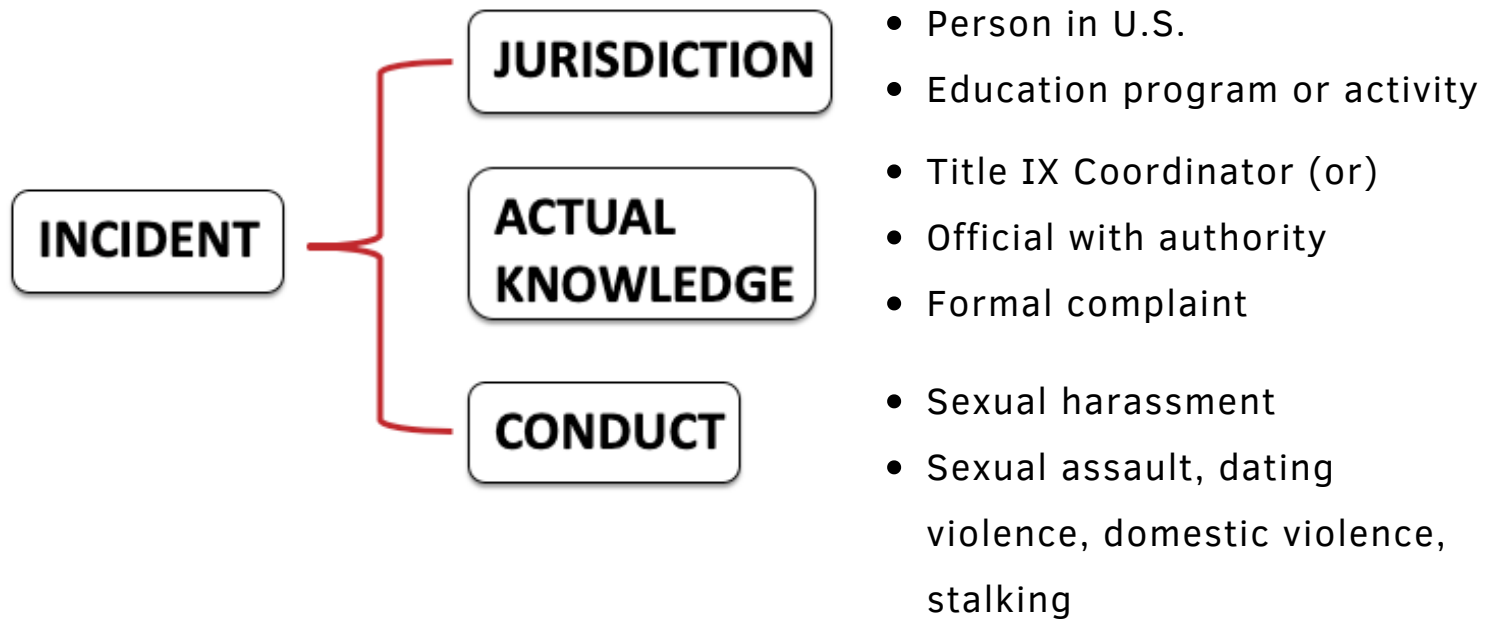 INCIDENT
JURISDICTION
• Person in U.S.
• Education program or activity
ACTUAL
KNOWLEDGE
• Title IX Coordinator (or)
• Official with authority
• Formal complaint
CONDUCT
• Sexual harassment
• Sexual assault, dating
violence, domestic violence,
stalking